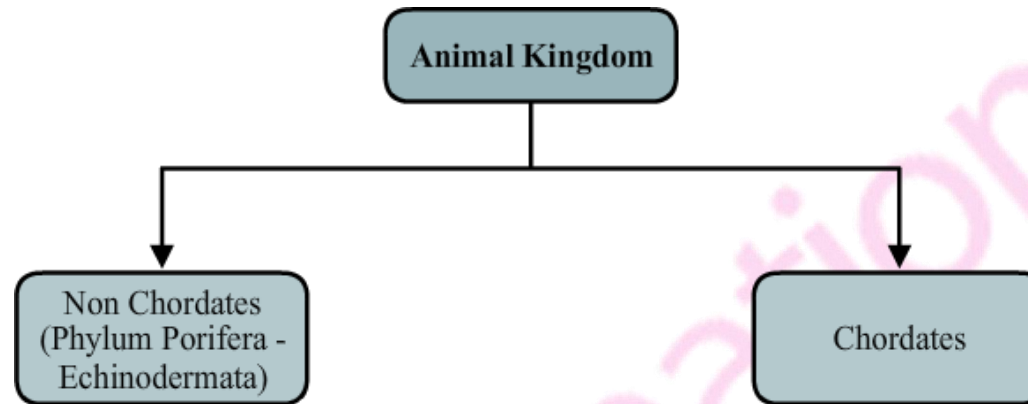 Animal Kingdom
Non Chordates
(Phylum Porifera -
Echinodermata)
Chordates